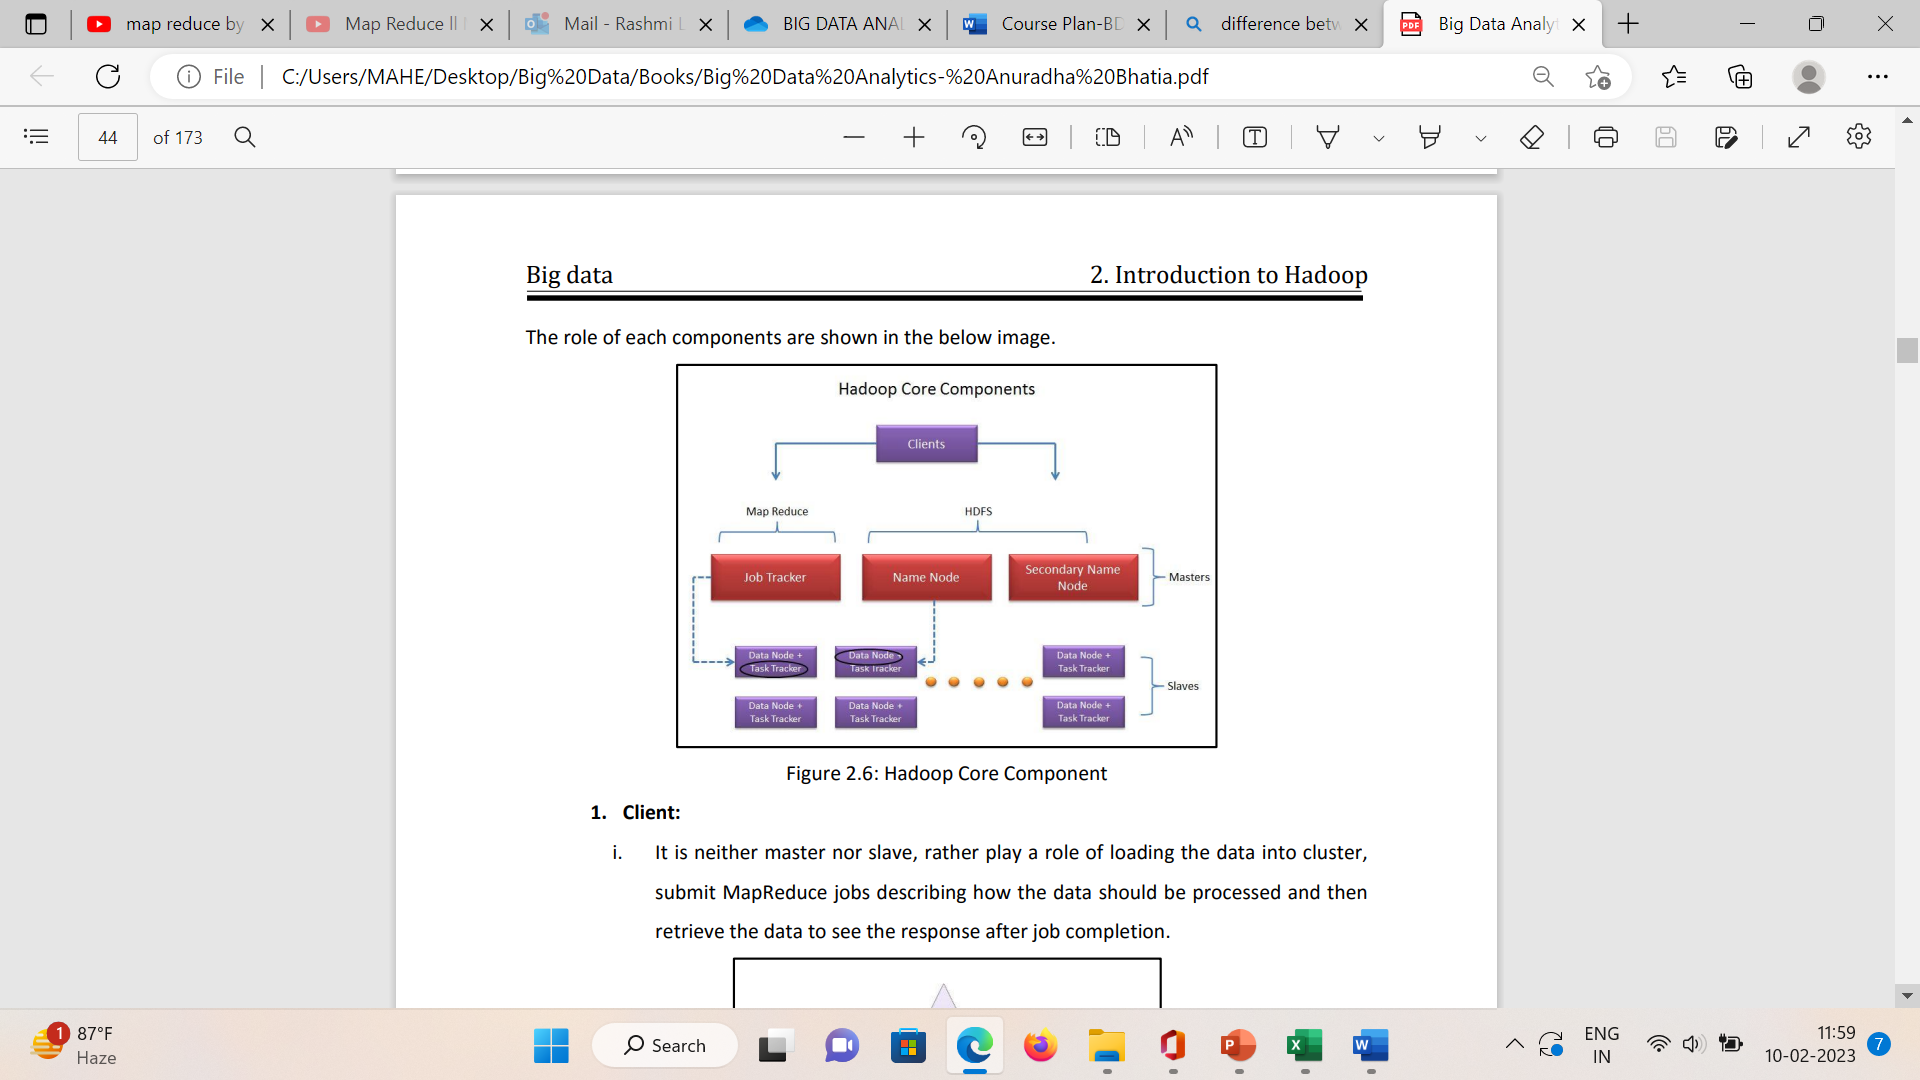 map reduce by
Map Reduce ll
Mail - Rashmi L
BIG DATA ANAL
Course Plan-BD
difference betw
PDF
Big Data Analyt
File
C:/Users/MAHE/Desktop/Big%20Data/Books/Big%20Data%20Analytics-%20Anuradha%20Bhatia.pdf
44
of 173
Big data
2. Introduction to Hadoop
The role of each components are shown in the below image.
Hadoop Core Components
Clients
Map Reduce
HDFS
Job Tracker
Name Node
Secondary Name
Node
Masters
Data Node +
Task Tracker
Data Node +
Task Tracker
Data Node +
Task Tracker
Slaves
Data Node +
Task Tracker
Data Node +
Task Tracker
Data Node +
Task Tracker
Figure 2.6: Hadoop Core Component
1. Client:
i. It is neither master nor slave, rather play a role of loading the data into cluster,
submit MapReduce jobs describing how the data should be processed and then
retrieve the data to see the response after job completion.
1
87°F
Haze
Search
ENG
IN
11:59
10-02-2023
7